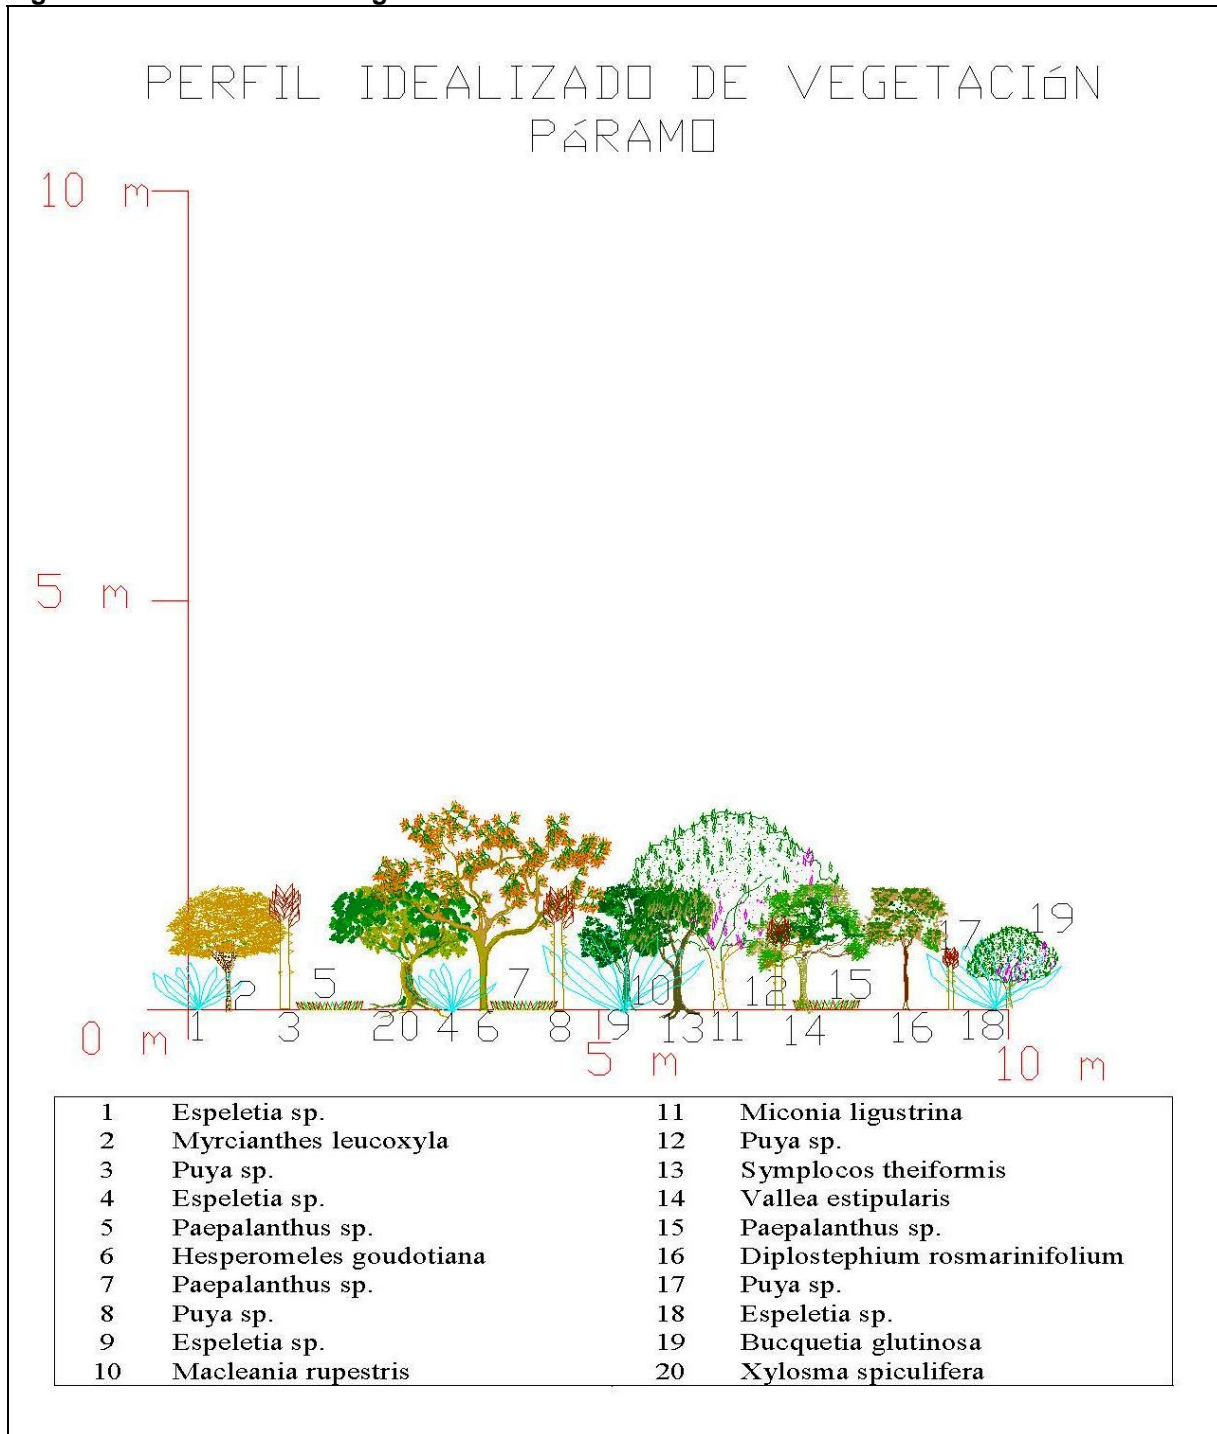 PERFIL IDEALIZADO DE VEGETACIóN
PáRAMO
10 m
5 m
19
17
5
7
10
12
15
2
0 m
1
3
20
4
6
8
9
13
11
14
16
18
5 m
10 m
1 Espeletia sp. 11 Miconia ligustrina
2 Myrcianthes leucoxyla 12 Puya sp.
3 Puya sp. 13 Symplocos theiformis
4 Espeletia sp. 14 Vallea estipularis
5 Paepalanthus sp. 15 Paepalanthus sp.
6 Hesperomeles goudotiana 16 Diplostephium rosmarinifolium
7 Paepalanthus sp. 17 Puya sp.
8 Puya sp. 18 Espeletia sp.
9 Espeletia sp. 19 Bucquetia glutinosa
10 Macleania rupestris 20 Xylosma spiculifera